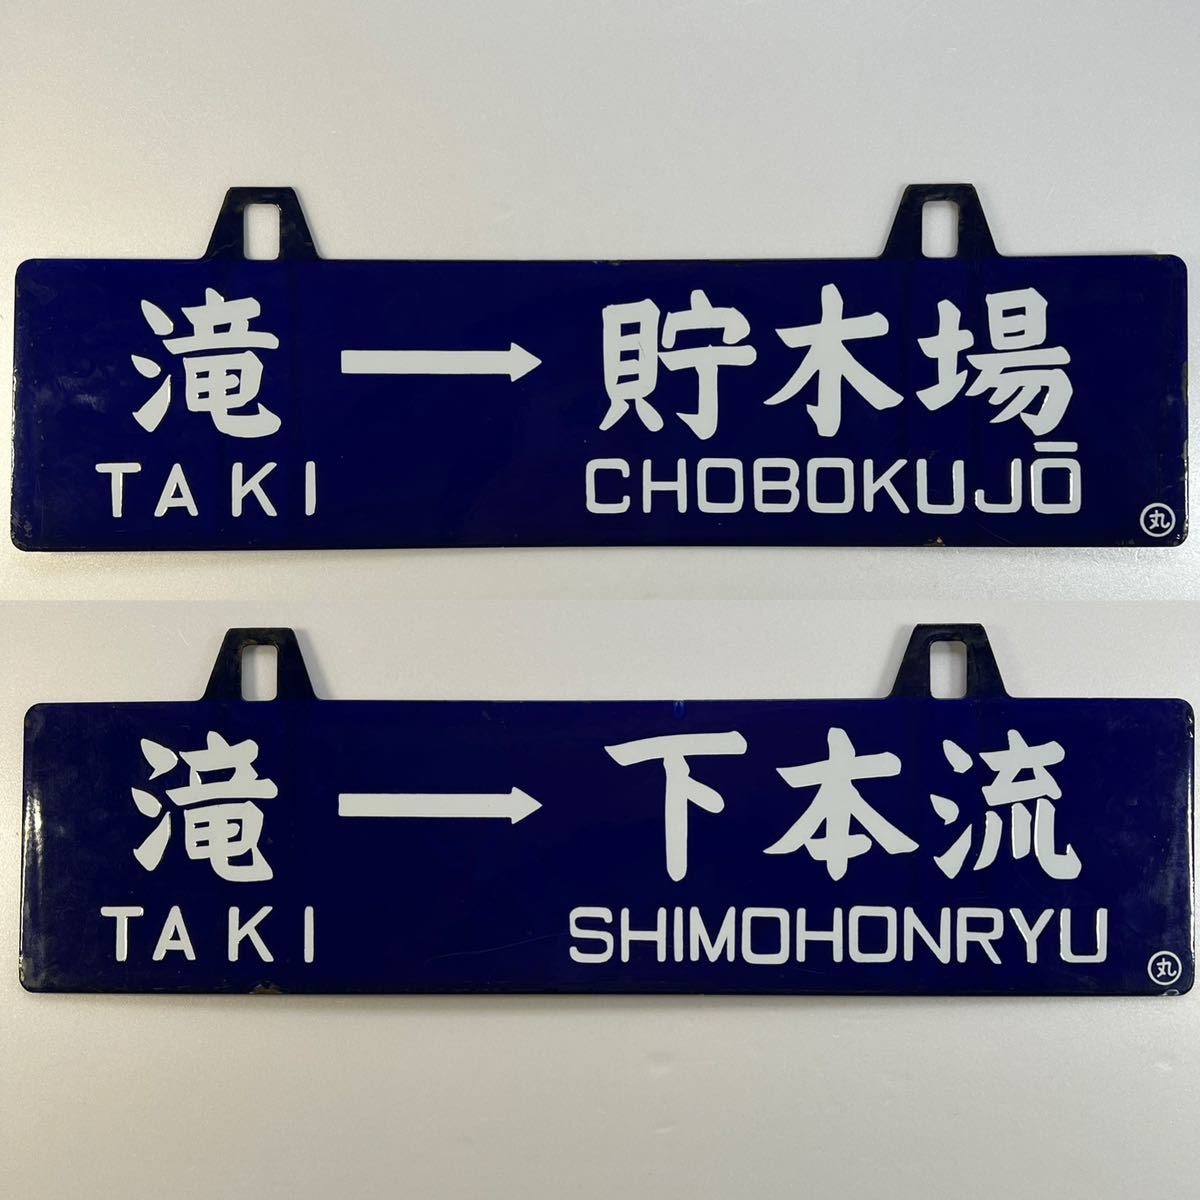 滝 → 貯木場
TAKI CHOBOKUJŌ
丸
滝 → 下本流
TAKI SHIMOHONRYU
丸